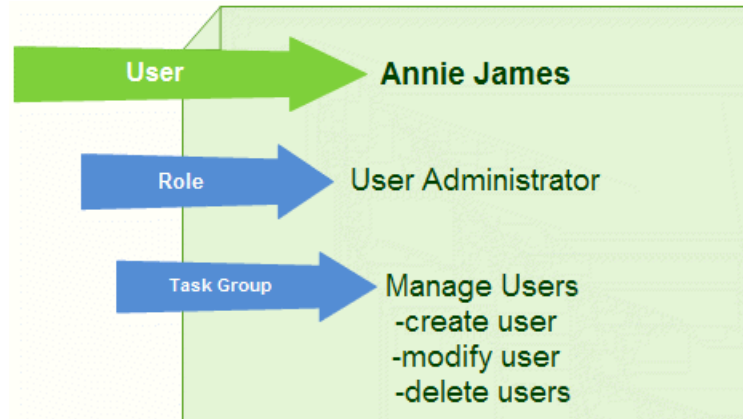 User Annie James
Role User Administrator
Task Group Manage Users
-create user
-modify user
-delete users